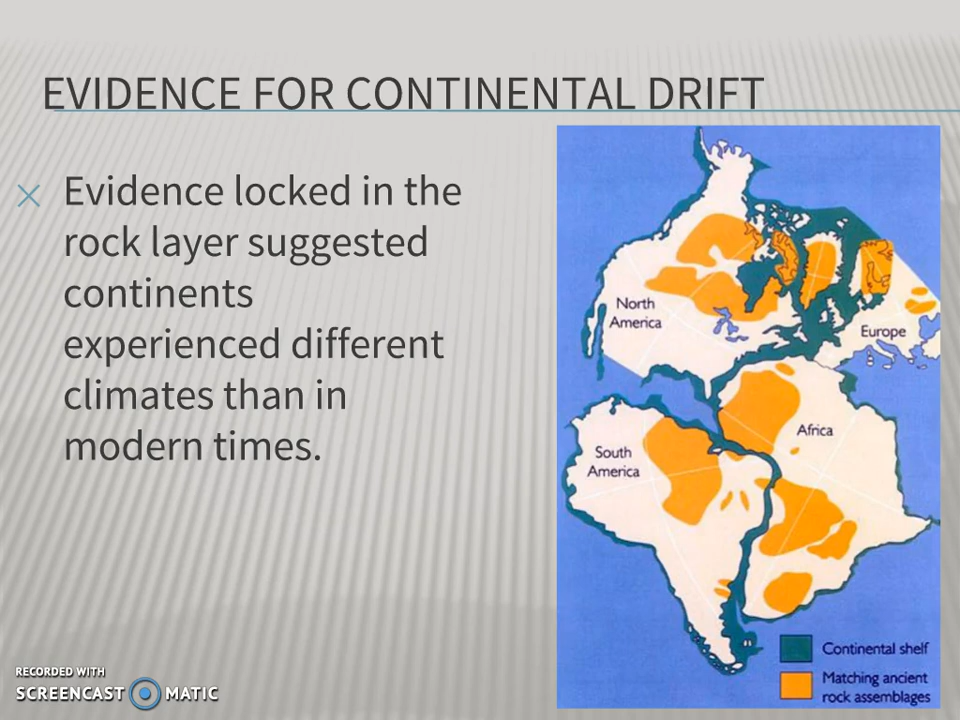 EVIDENCE FOR CONTINENTAL DRIFT
Evidence locked in the
rock layer suggested
continents
experienced different
climates than in
modern times.
North
America
Europe
Africa
South
America
Continental shelf
Matching ancient
rock assemblages
RECORDED WITH
SCREENCAST MATIC